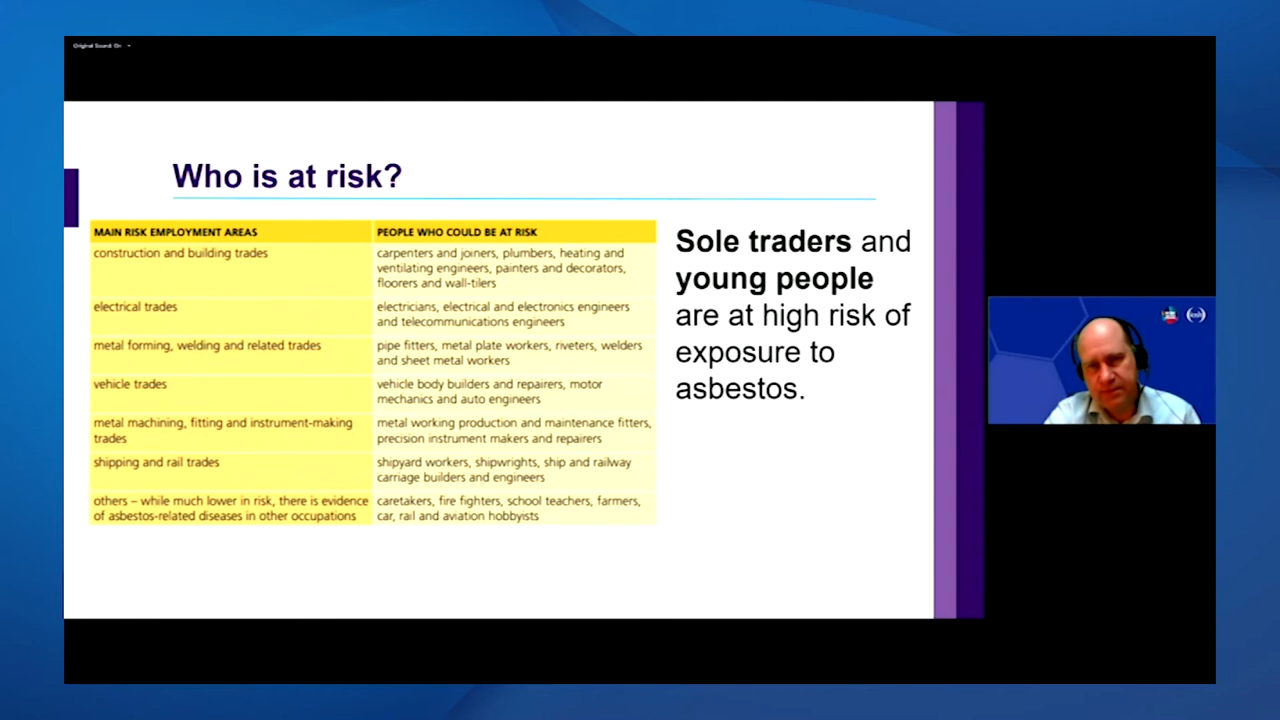 Original Sound: On
Who is at risk?
MAIN RISK EMPLOYMENT AREAS
PEOPLE WHO COULD BE AT RISK
construction and building trades
carpenters and joiners, plumbers, heating and
ventilating engineers, painters and decorators,
floorers and wall-tilers
electrical trades
electricians, electrical and electronics engineers
and telecommunications engineers
metal forming, welding and related trades
pipe fitters, metal plate workers, riveters, welders
and sheet metal workers
vehicle trades
vehicle body builders and repairers, motor
mechanics and auto engineers
metal machining, fitting and instrument-making
trades
metal working production and maintenance fitters,
precision instrument makers and repairers
shipping and rail trades
shipyard workers, shipwrights, ship and railway
carriage builders and engineers
others – while much lower in risk, there is evidence
of asbestos-related diseases in other occupations
caretakers, fire fighters, school teachers, farmers,
car, rail and aviation hobbyists
Sole traders and
young people
are at high risk of
exposure to
asbestos.